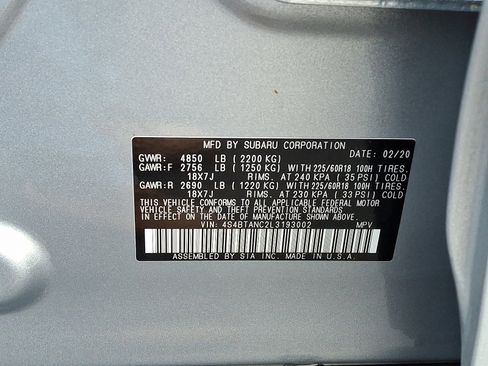 MFD BY SUBARU CORPORATION
DATE: 02/20
GVWR: 4850 LB (2200 KG)
GAWR:F 2756 LB (1250 KG) WITH 225/60R18 100H TIRES.
18X7J RIMS. AT 240 KPA (35 PSI) COLD
GAWR:R 2690 LB (1220 KG) WITH 225/60R18 100H TIRES.
18X7J RIMS. AT 230 KPA (33 PSI) COLD
THIS VEHICLE CONFORMS TO ALL APPLICABLE FEDERAL MOTOR
VEHICLE SAFETY AND THEFT PREVENTION STANDARDS IN EFFECT
ON THE DATE OF MANUFACTURE SHOWN ABOVE.
VIN: 4S4BTANC2L3193002 MPV
ASSEMBLED BY SIA INC. MADE IN U.S.A.